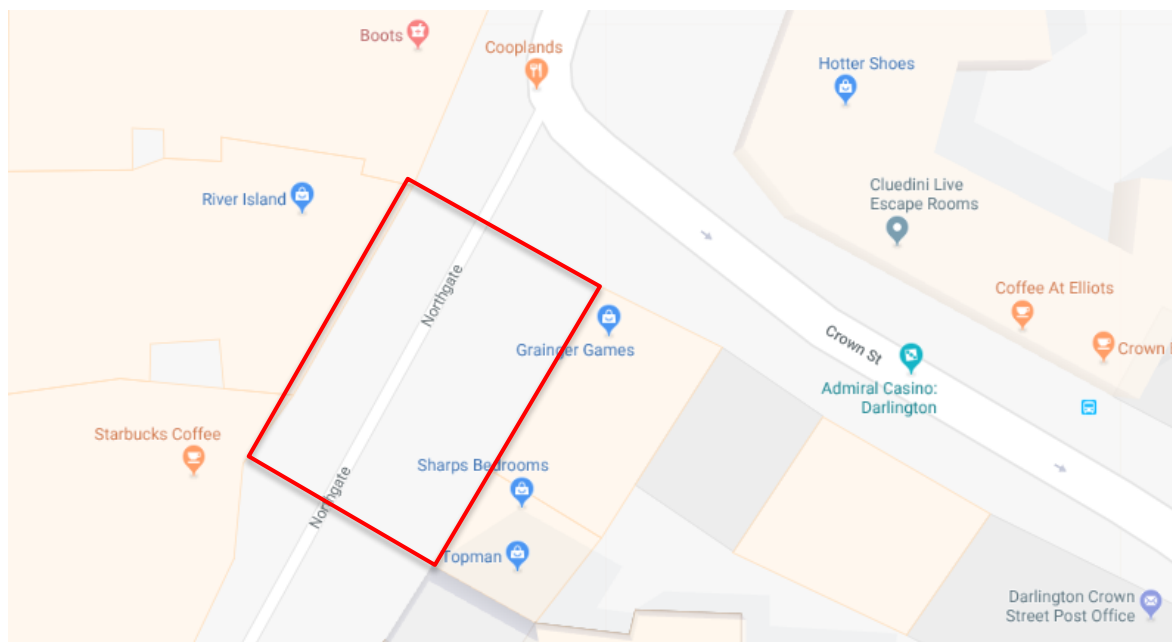 Boots
Cooplands
Hotter Shoes
River Island
Cluedini Live
Escape Rooms
Northgate
Coffee At Elliots
Grainger Games
Crown St
Crown
Admiral Casino:
Darlington
Starbucks Coffee
Sharps Bedrooms
Northgate
Topman
Darlington Crown
Street Post Office